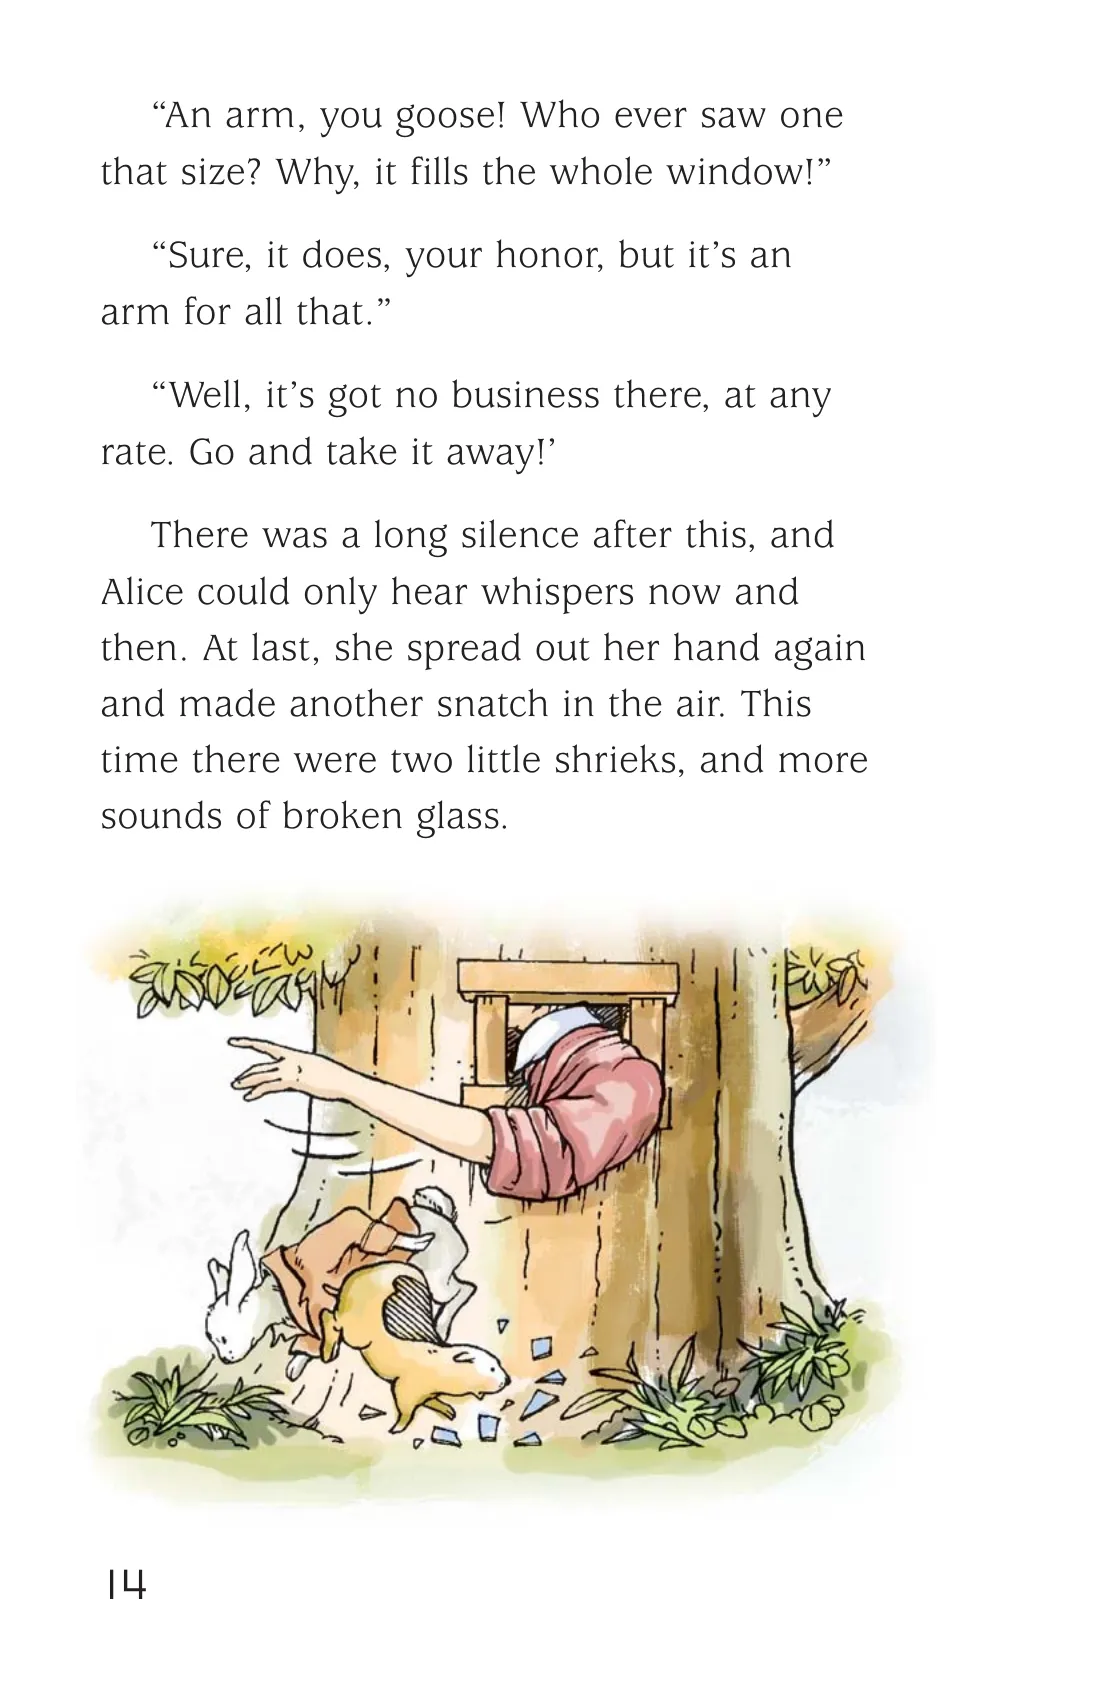 “An arm, you goose! Who ever saw one
that size? Why, it fills the whole window!”
“Sure, it does, your honor, but it’s an
arm for all that.”
“Well, it’s got no business there, at any
rate. Go and take it away!’
There was a long silence after this, and
Alice could only hear whispers now and
then. At last, she spread out her hand again
and made another snatch in the air. This
time there were two little shrieks, and more
sounds of broken glass.
14